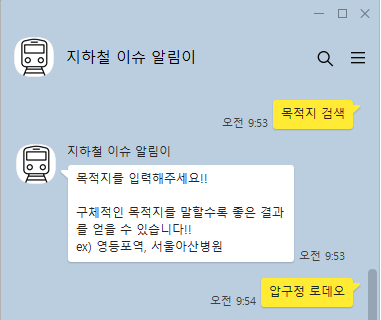 지하철 이슈 알림이
목적지 검색
오전 9:53
지하철 이슈 알림이
목적지를 입력해주세요!!
구체적인 목적지를 말할수록 좋은 결과
를 얻을 수 있습니다!!
ex) 영등포역, 서울아산병원
오전 9:53
압구정 로데오
오전 9:54